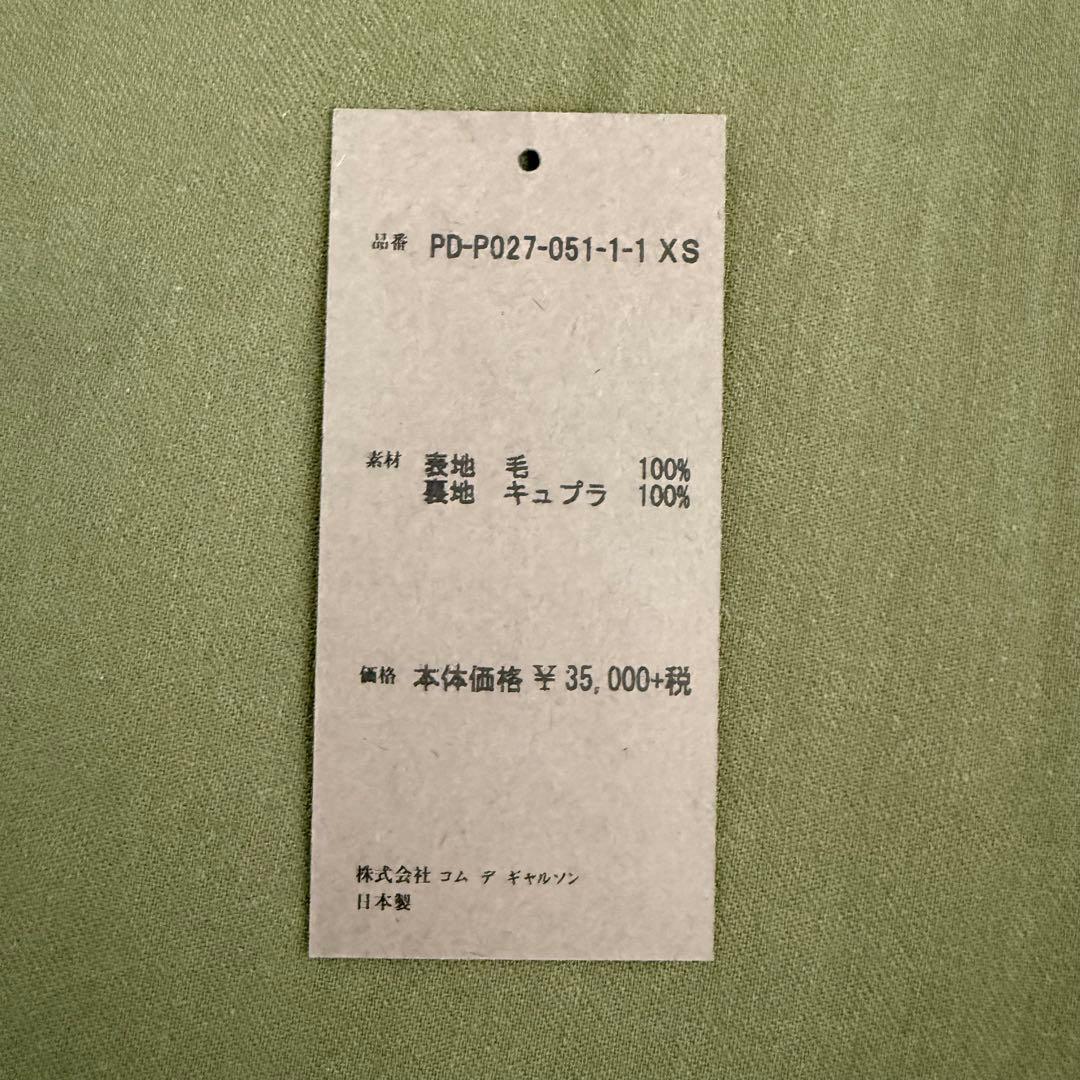 品番 PD-P027-051-1-1 XS
素材 表地 毛 100%
裏地 キュプラ 100%
価格 本体価格 ¥ 35,000+税
株式会社 コム デ ギャルソン
日本製